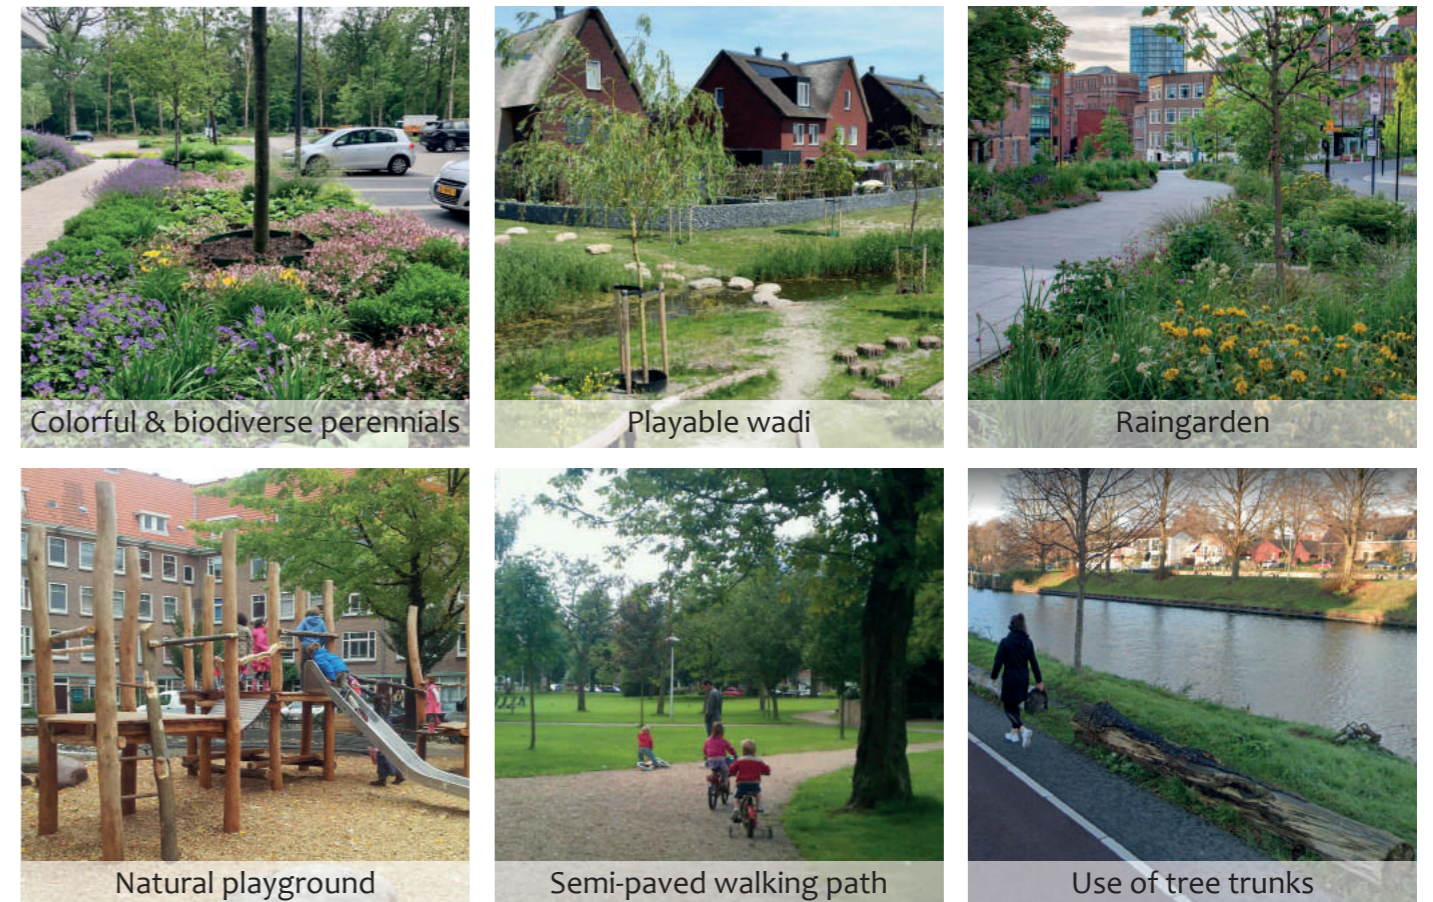 Colorful & biodiverse perennials
Playable wadi
Raingarden
Natural playground
Semi-paved walking path
Use of tree trunks